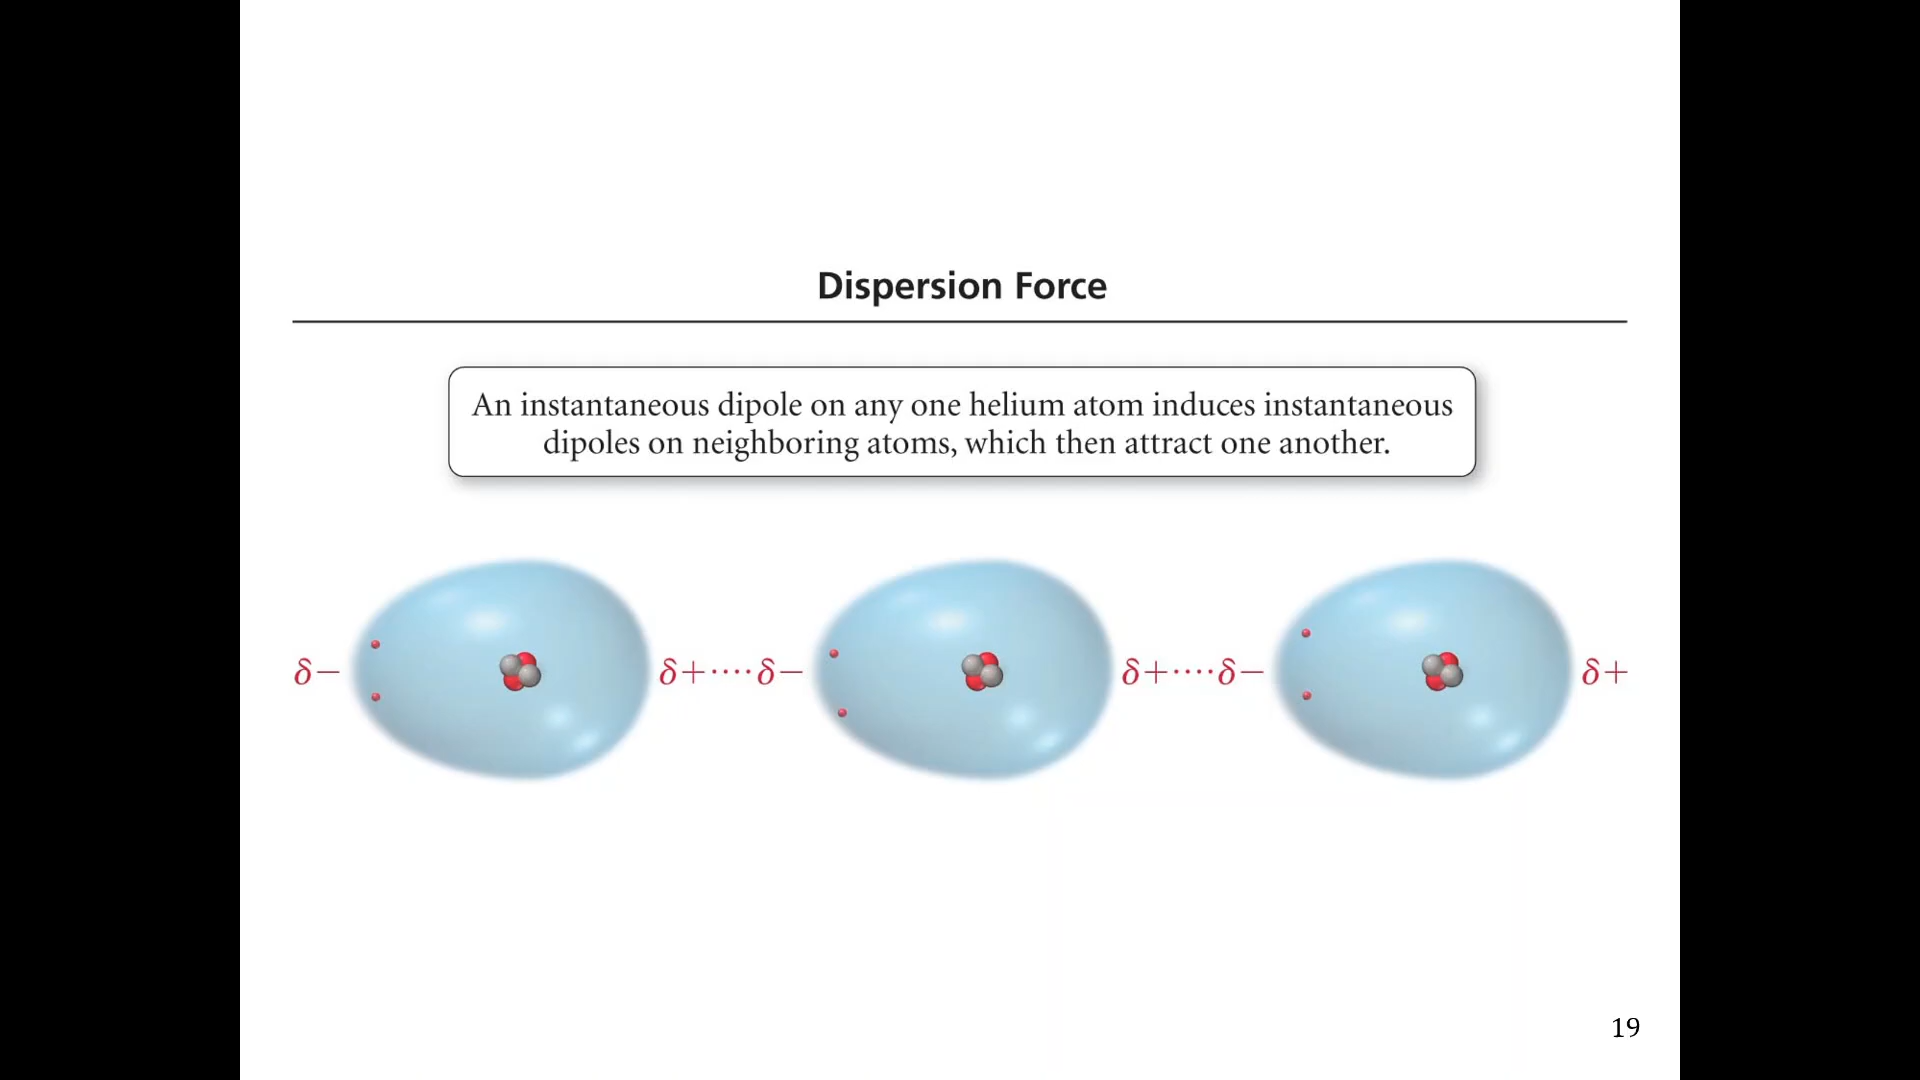 Dispersion Force
An instantaneous dipole on any one helium atom induces instantaneous
dipoles on neighboring atoms, which then attract one another.
δ− δ+····δ− δ+····δ− δ+
19